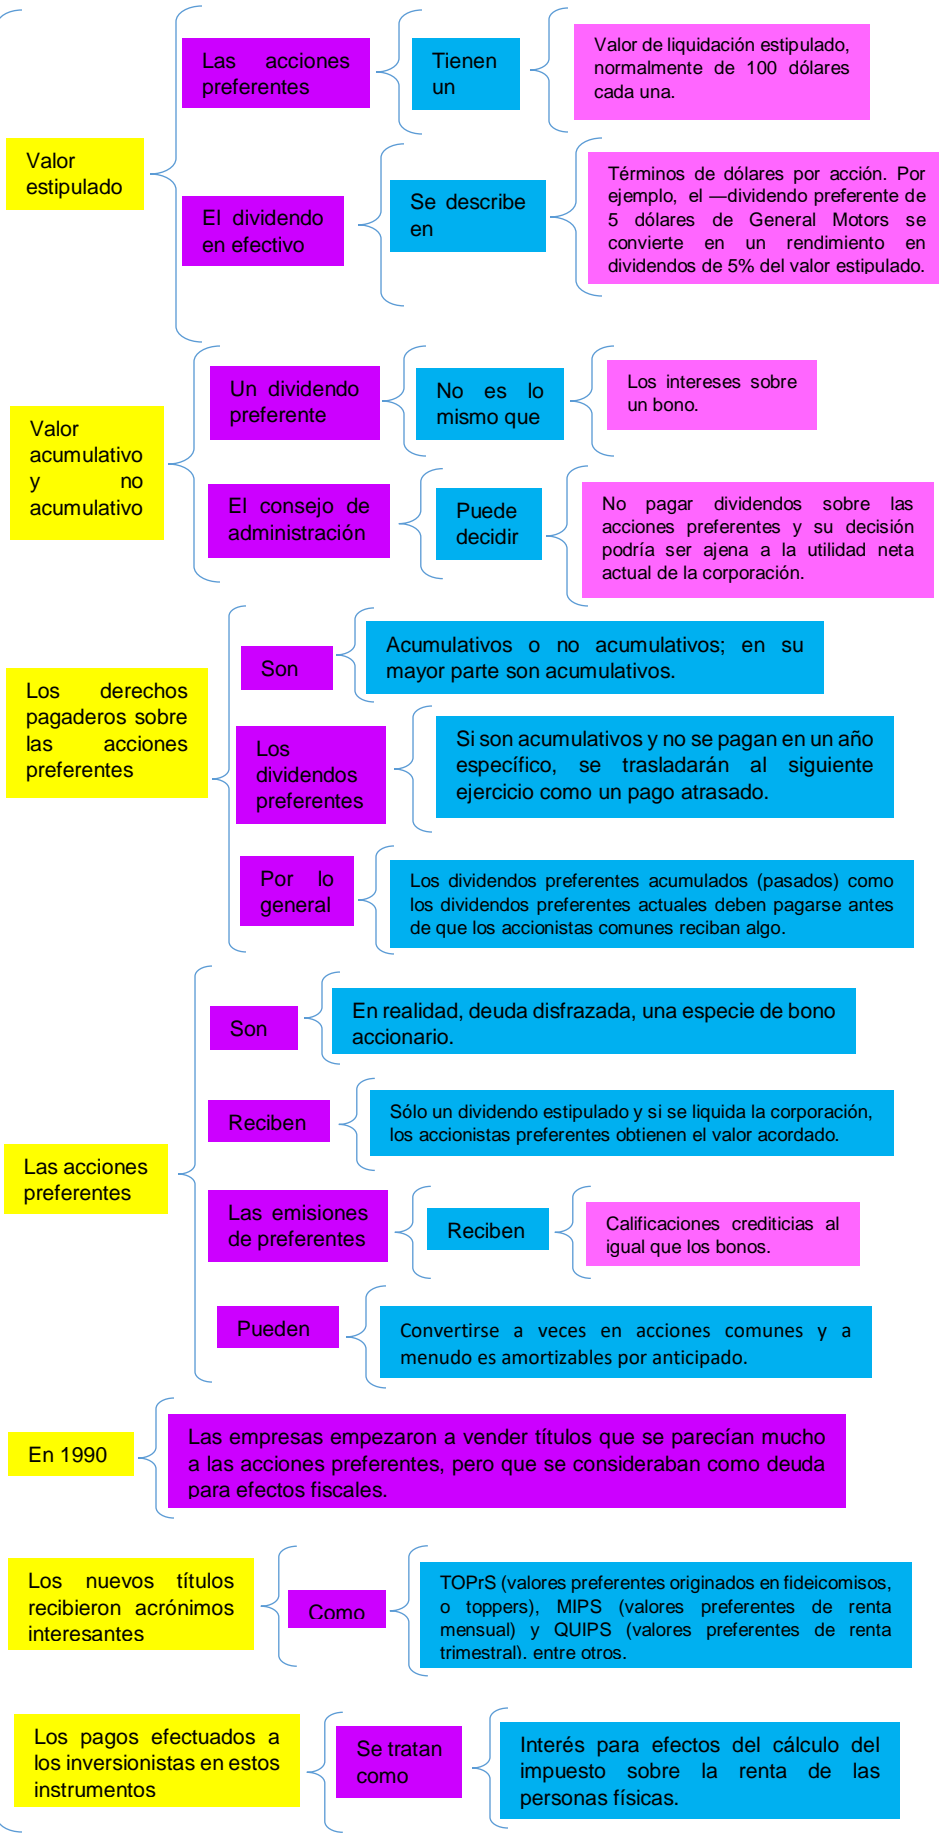 Valor
estipulado
Las acciones
preferentes
Tienen
un
Valor de liquidación estipulado,
normalmente de 100 dólares
cada una.
El dividendo
en efectivo
Se describe
en
Términos de dólares por acción. Por
ejemplo, el —dividendo preferente de
5 dólares de General Motors se
convierte en un rendimiento en
dividendos de 5% del valor estipulado.
Valor
acumulativo
y no
acumulativo
Un dividendo
preferente
No es lo
mismo que
Los intereses sobre
un bono.
El consejo de
administración
Puede
decidir
No pagar dividendos sobre las
acciones preferentes y su decisión
podría ser ajena a la utilidad neta
actual de la corporación.
Los derechos
pagaderos sobre
las acciones
preferentes
Son
Acumulativos o no acumulativos; en su
mayor parte son acumulativos.
Los
dividendos
preferentes
Si son acumulativos y no se pagan en un año
específico, se trasladarán al siguiente
ejercicio como un pago atrasado.
Por lo
general
Los dividendos preferentes acumulados (pasados) como
los dividendos preferentes actuales deben pagarse antes
de que los accionistas comunes reciban algo.
Las acciones
preferentes
Son
En realidad, deuda disfrazada, una especie de bono
accionario.
Reciben
Sólo un dividendo estipulado y si se liquida la corporación,
los accionistas preferentes obtienen el valor acordado.
Las emisiones
de preferentes
Reciben
Calificaciones crediticias al
igual que los bonos.
Pueden
Convertirse a veces en acciones comunes y a
menudo es amortizables por anticipado.
En 1990
Las empresas empezaron a vender títulos que se parecían mucho
a las acciones preferentes, pero que se consideraban como deuda
para efectos fiscales.
Los nuevos títulos
recibieron acrónimos
interesantes
Como
TOPrS (valores preferentes originados en fideicomisos,
o toppers), MIPS (valores preferentes de renta
mensual) y QUIPS (valores preferentes de renta
trimestral), entre otros.
Los pagos efectuados a
los inversionistas en estos
instrumentos
Se tratan
como
Interés para efectos del cálculo del
impuesto sobre la renta de las
personas físicas.